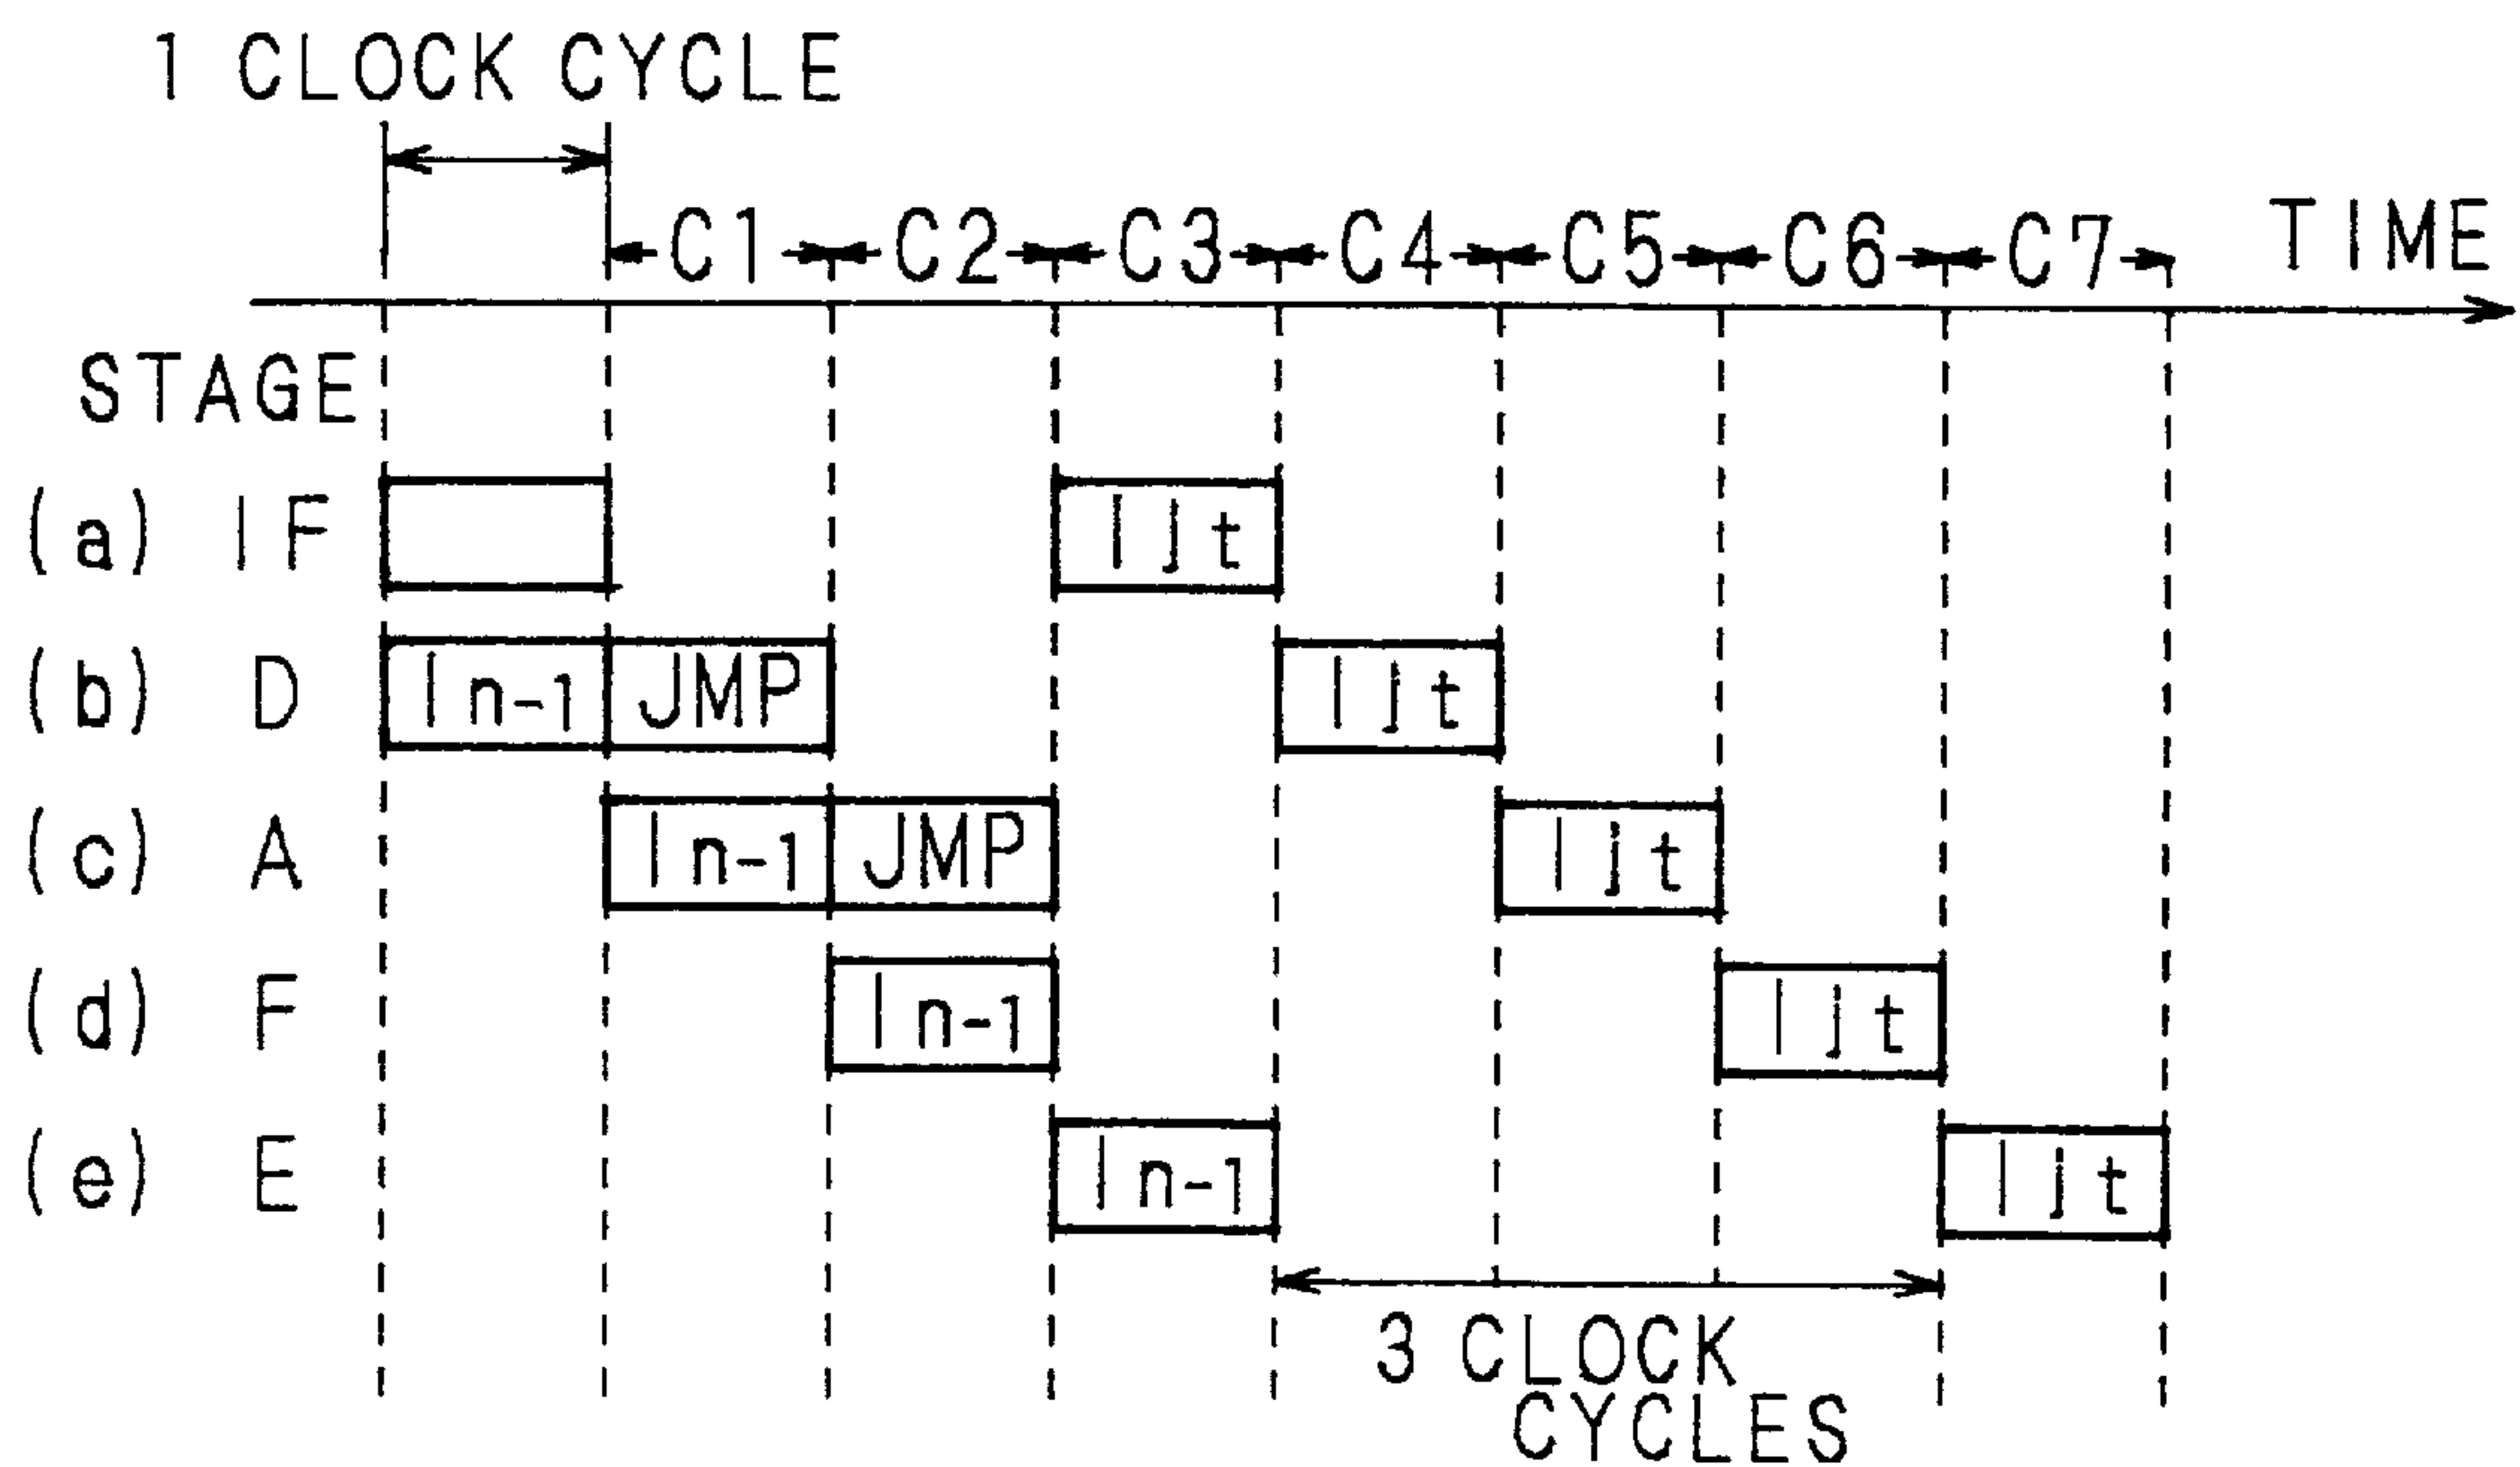 1 CLOCK CYCLE
C1 C2 C3 C4 C5 C6 C7 TIME
STAGE
(a) IF Ijt
(b) D In-1 JMP Ijt
(c) A In-1 JMP Ijt
(d) F In-1 Ijt
(e) E In-1 Ijt
3 CLOCK
CYCLES